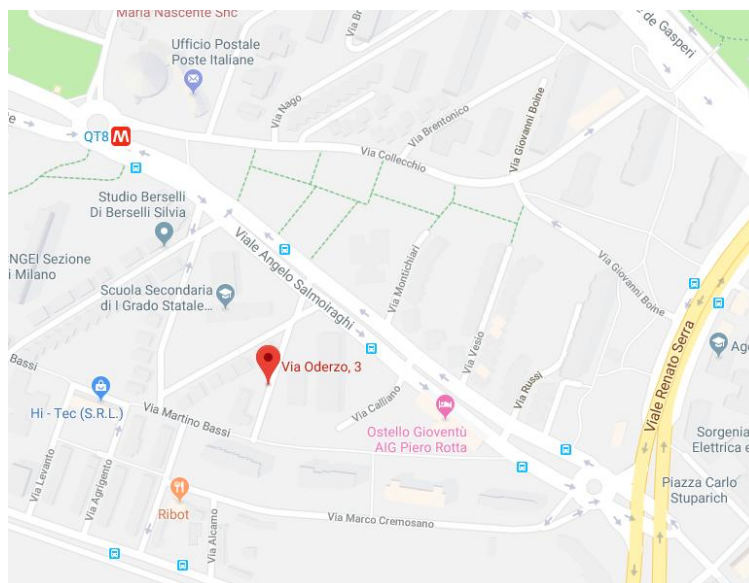 Maria Nascente Snc
de Gasperi
Ufficio Postale
Poste Italiane
Via Nago
Via Brentonico
Via Giovanni Boine
QT8
M
Via Collecchio
Studio Berselli
Di Berselli Silvia
Viale Angelo Salmoiraghi
NGEI Sezione
i Milano
Via Montichiari
Via Giovanni Boine
Scuola Secondaria
di I Grado Statale...
Via Vesio
Viale Renato Serra
Via Oderzo, 3
Bassi
Via Russi
Hi - Tec (S.R.L.)
Via Martino Bassi
Via Calliano
Ostello Gioventù
AIG Piero Rotta
Sorgenia
Elettrica e
Via Levanto
Via Agrigento
Piazza Carlo
Stuparich
Ribot
Via Alcamo
Via Marco Cremosano